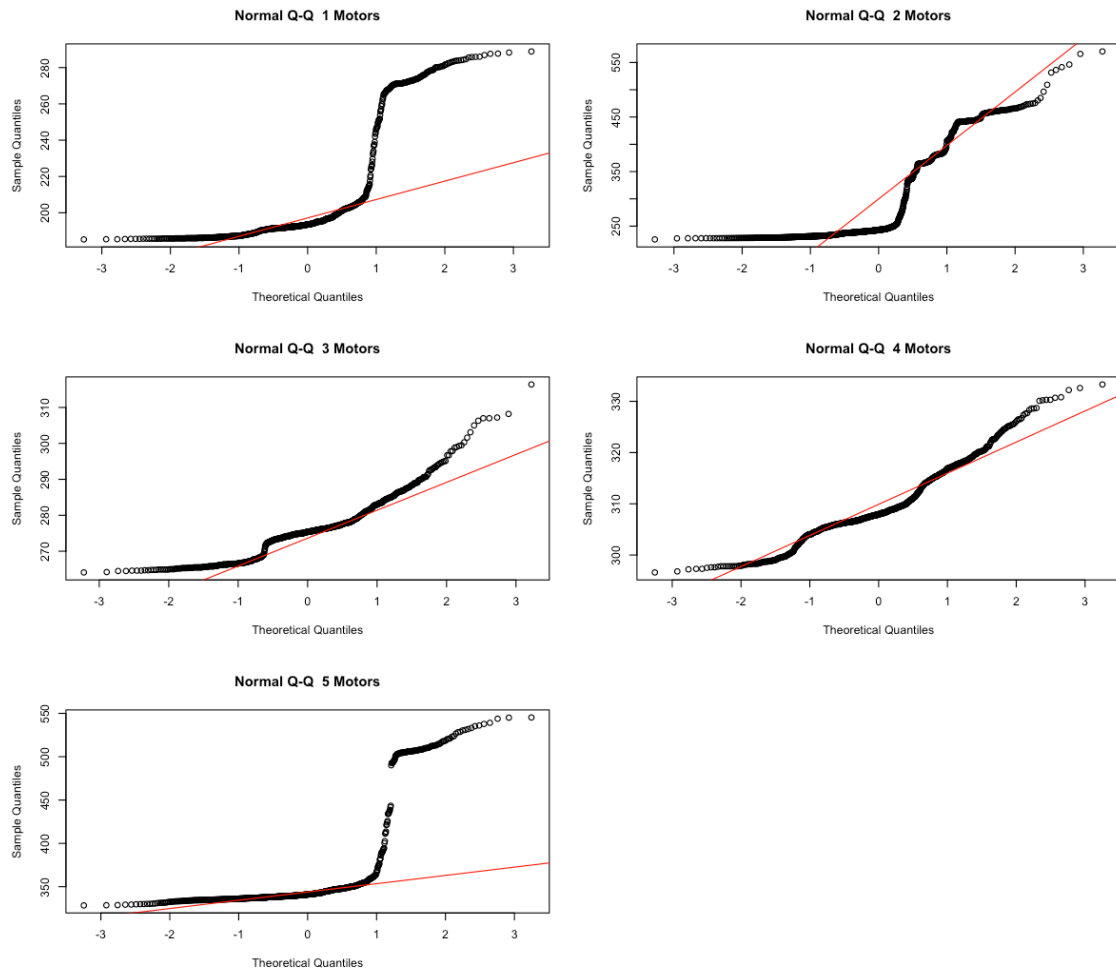 Normal Q-Q 1 Motors
Sample Quantiles
200 220 240 260 280
-3 -2 -1 0 1 2 3
Theoretical Quantiles
Normal Q-Q 2 Motors
Sample Quantiles
250 350 450 550
-3 -2 -1 0 1 2 3
Theoretical Quantiles
Normal Q-Q 3 Motors
Sample Quantiles
270 280 290 300 310
-3 -2 -1 0 1 2 3
Theoretical Quantiles
Normal Q-Q 4 Motors
Sample Quantiles
300 310 320 330
-3 -2 -1 0 1 2 3
Theoretical Quantiles
Normal Q-Q 5 Motors
Sample Quantiles
350 400 450 500 550
-3 -2 -1 0 1 2 3
Theoretical Quantiles